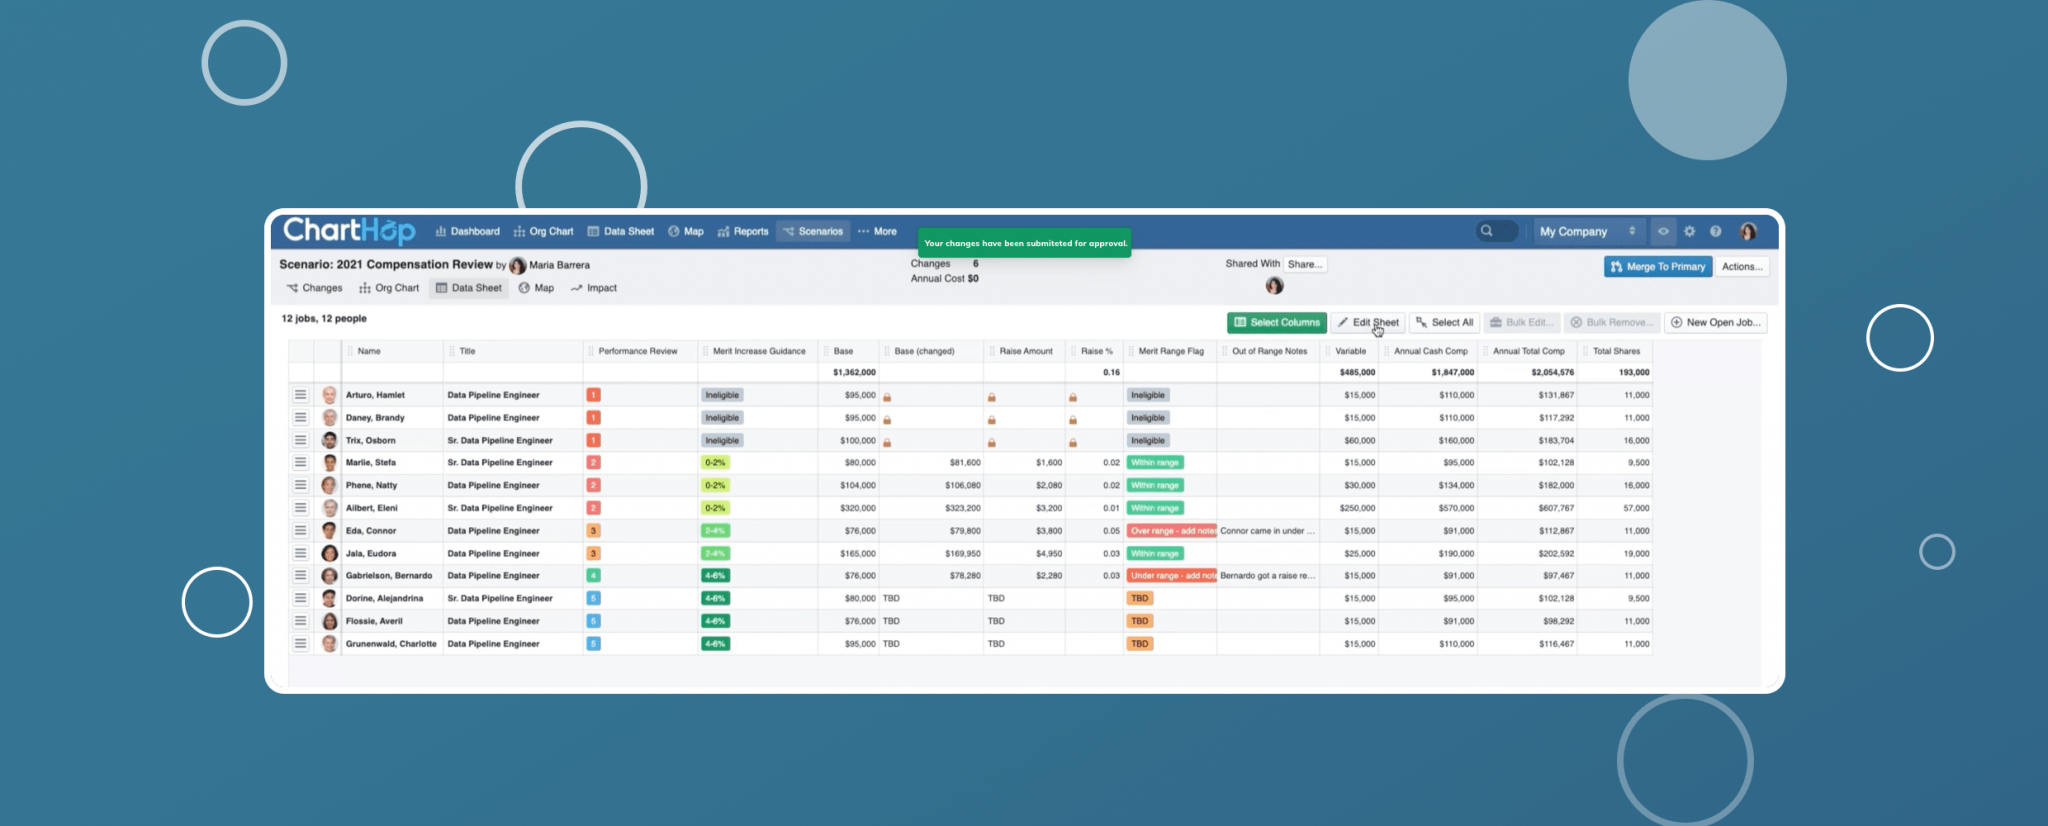 ChartHop Dashboard Org Chart Data Sheet Map Reports Scenarios More My Company
Your changes have been submiteted for approval.
Scenario: 2021 Compensation Review by Maria Barrera Changes 6 Shared With Share... Merge To Primary Actions...
Annual Cost $0
Changes Org Chart Data Sheet Map Impact
12 jobs, 12 people Select Columns Edit Sheet Select All Bulk Edit... Bulk Remove... New Open Job...
Name Title Performance Review Merit Increase Guidance Base Base (changed) Raise Amount Raise % Merit Range Flag Out of Range Notes Variable Annual Cash Comp Annual Total Comp Total Shares
$1,362,000 0.16 $485,000 $1,847,000 $2,054,576 193,000
Arturo, Hamlet Data Pipeline Engineer 1 Ineligible $95,000 Ineligible $15,000 $110,000 $131,867 11,000
Daney, Brandy Data Pipeline Engineer 1 Ineligible $95,000 Ineligible $15,000 $110,000 $117,292 11,000
Trix, Osborn Sr. Data Pipeline Engineer 1 Ineligible $100,000 Ineligible $60,000 $160,000 $183,704 16,000
Marlie, Stefa Sr. Data Pipeline Engineer 2 0-2% $80,000 $81,600 $1,600 0.02 Within range $15,000 $95,000 $102,128 9,500
Phene, Natty Data Pipeline Engineer 2 0-2% $104,000 $106,080 $2,080 0.02 Within range $30,000 $134,000 $182,000 16,000
Ailbert, Eleni Sr. Data Pipeline Engineer 2 0-2% $320,000 $323,200 $3,200 0.01 Within range $250,000 $570,000 $607,767 57,000
Eda, Connor Data Pipeline Engineer 3 2-4% $76,000 $79,800 $3,800 0.05 Over range - add notes Connor came in under ... $15,000 $91,000 $112,867 11,000
Jala, Eudora Data Pipeline Engineer 3 2-4% $165,000 $169,950 $4,950 0.03 Within range $25,000 $190,000 $202,592 19,000
Gabrielson, Bernardo Data Pipeline Engineer 4 4-6% $76,000 $78,280 $2,280 0.03 Under range - add note Bernardo got a raise re... $15,000 $91,000 $97,467 11,000
Dorine, Alejandrina Sr. Data Pipeline Engineer 5 4-6% $80,000 TBD TBD TBD $15,000 $95,000 $102,128 9,500
Flossie, Averil Data Pipeline Engineer 5 4-6% $76,000 TBD TBD TBD $15,000 $91,000 $98,292 11,000
Grunenwald, Charlotte Data Pipeline Engineer 5 4-6% $95,000 TBD TBD TBD $15,000 $110,000 $116,467 11,000